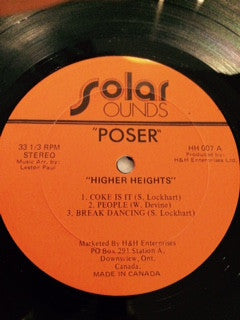 Solar
OUNDS
"POSER"
33 1/3 RPM
STEREO
Music Arr. by:
Leston Paul
HH 007 A
Produced by:
H&H Enterprises Ltd.
"HIGHER HEIGHTS"
1. COKE IS IT (S. Lockhart)
2. PEOPLE (W. Devine)
3. BREAK DANCING (S. Lockhart)
Marketed By H&H Enterprises
PO Box 291 Station A
Downsview, Ont.
Canada.
MADE IN CANADA